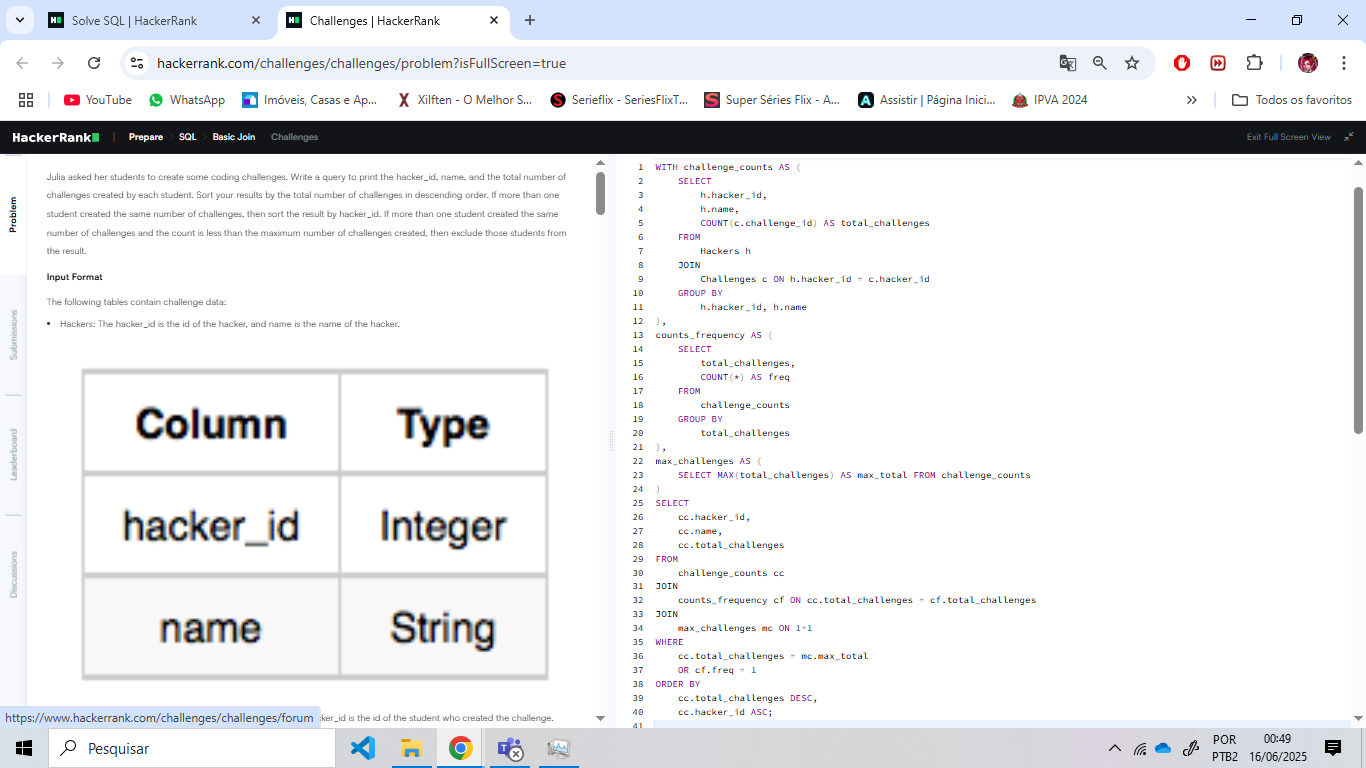 Solve SQL | HackerRank
Challenges | HackerRank
hackerrank.com/challenges/challenges/problem?isFullScreen=true
YouTube
WhatsApp
Imóveis, Casas e Ap...
Xilften - O Melhor S...
Serieflix - SeriesFlixT...
Super Séries Flix - A...
Assistir | Página Inici...
IPVA 2024
Todos os favoritos
HackerRank
Prepare
SQL
Basic Join
Challenges
Exit Full Screen View
Problem
Submissions
Leaderboard
Discussions
Julia asked her students to create some coding challenges. Write a query to print the hacker_id, name, and the total number of
challenges created by each student. Sort your results by the total number of challenges in descending order. If more than one
student created the same number of challenges, then sort the result by hacker_id. If more than one student created the same
number of challenges and the count is less than the maximum number of challenges created, then exclude those students from
the result.
Input Format
The following tables contain challenge data:
• Hackers: The hacker_id is the id of the hacker, and name is the name of the hacker.
Column Type
hacker_id Integer
name String
ker_id is the id of the student who created the challenge.
https://www.hackerrank.com/challenges/challenges/forum
1 WITH challenge_counts AS (
2 SELECT
3 h.hacker_id,
4 h.name,
5 COUNT(c.challenge_id) AS total_challenges
6 FROM
7 Hackers h
8 JOIN
9 Challenges c ON h.hacker_id = c.hacker_id
10 GROUP BY
11 h.hacker_id, h.name
12 ),
13 counts_frequency AS (
14 SELECT
15 total_challenges,
16 COUNT(*) AS freq
17 FROM
18 challenge_counts
19 GROUP BY
20 total_challenges
21 ),
22 max_challenges AS (
23 SELECT MAX(total_challenges) AS max_total FROM challenge_counts
24 )
25 SELECT
26 cc.hacker_id,
27 cc.name,
28 cc.total_challenges
29 FROM
30 challenge_counts cc
31 JOIN
32 counts_frequency cf ON cc.total_challenges = cf.total_challenges
33 JOIN
34 max_challenges mc ON 1=1
35 WHERE
36 cc.total_challenges = mc.max_total
37 OR cf.freq = 1
38 ORDER BY
39 cc.total_challenges DESC,
40 cc.hacker_id ASC;
41
Pesquisar
POR
PTB2
00:49
16/06/2025